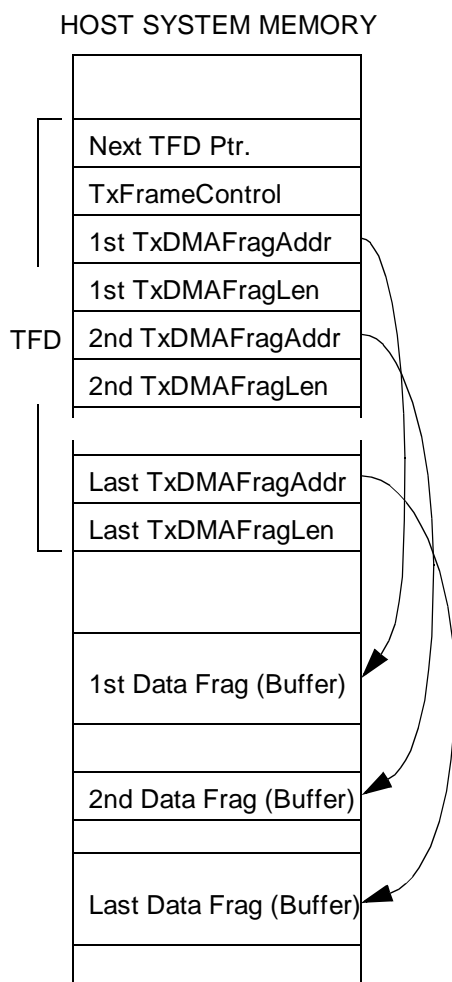 HOST SYSTEM MEMORY
Next TFD Ptr.
TxFrameControl
1st TxDMAFragAddr
1st TxDMAFragLen
TFD
2nd TxDMAFragAddr
2nd TxDMAFragLen
Last TxDMAFragAddr
Last TxDMAFragLen
1st Data Frag (Buffer)
2nd Data Frag (Buffer)
Last Data Frag (Buffer)